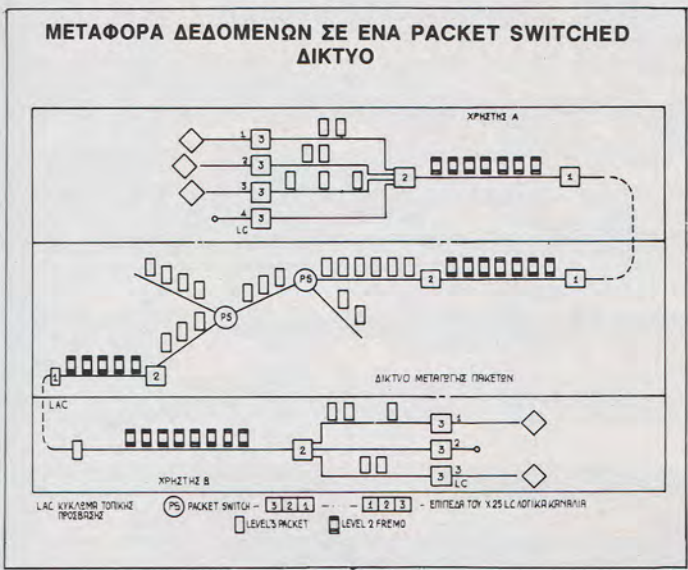 ΜΕΤΑΦΟΡΑ ΔΕΔΟΜΕΝΩΝ ΣΕ ΕΝΑ PACKET SWITCHED
ΔΙΚΤΥΟ
ΧΡΗΣΤΗΣ Α
1 3
2 3
3 3
4 3
LC
2
1
PS
PS
2
1
1
LAC
2
ΔΙΚΤΥΟ ΜΕΤΑΓΩΓΗΣ ΠΑΚΕΤΩΝ
2
3 1
3 2
3 3
LC
ΧΡΗΣΤΗΣ Β
LAC ΚΥΚΛΩΜΑ ΤΟΠΙΚΗΣ
ΠΡΟΣΒΑΣΗΣ
PS PACKET SWITCH - 3 2 1 - ... - 1 2 3 - ΕΠΙΠΕΔΑ ΤΟΥ X25 LC ΛΟΓΙΚΑ ΚΑΝΑΛΙΑ
LEVEL3 PACKET LEVEL 2 FREMO